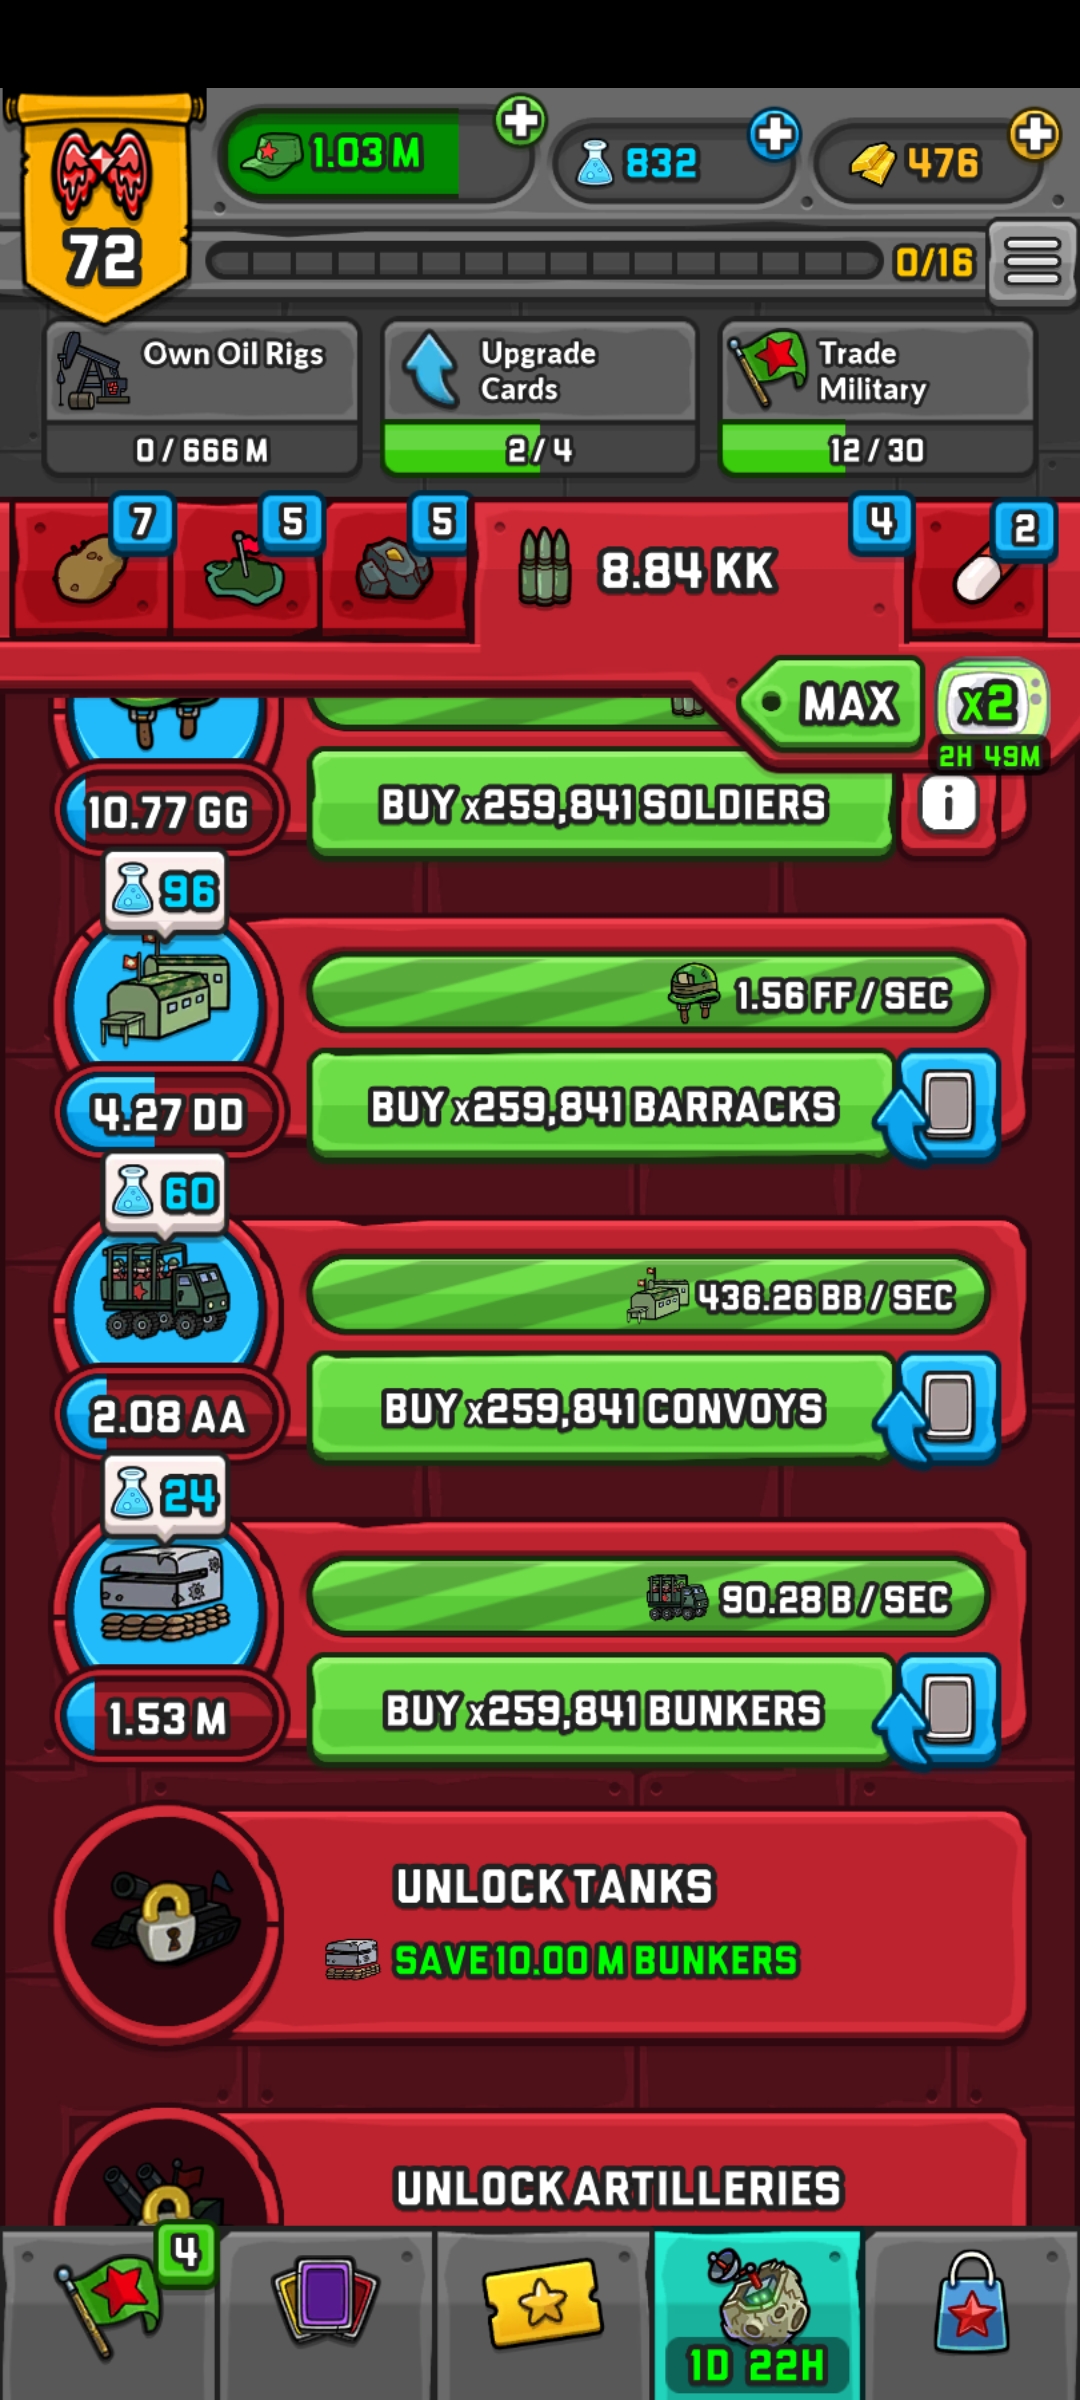 1.03 M
832
476
72
0/16
Own Oil Rigs
0 / 666 M
Upgrade
Cards
2 / 4
Trade
Military
12 / 30
7
5
5
8.84 KK
4
2
MAX
x2
2H 49M
10.77 GG
BUY x259,841 SOLDIERS
i
96
1.56 FF / SEC
4.27 DD
BUY x259,841 BARRACKS
60
436.26 BB / SEC
2.08 AA
BUY x259,841 CONVOYS
24
90.28 B / SEC
1.53 M
BUY x259,841 BUNKERS
UNLOCK TANKS
SAVE 10.00 M BUNKERS
UNLOCK ARTILLERIES
4
1D 22H